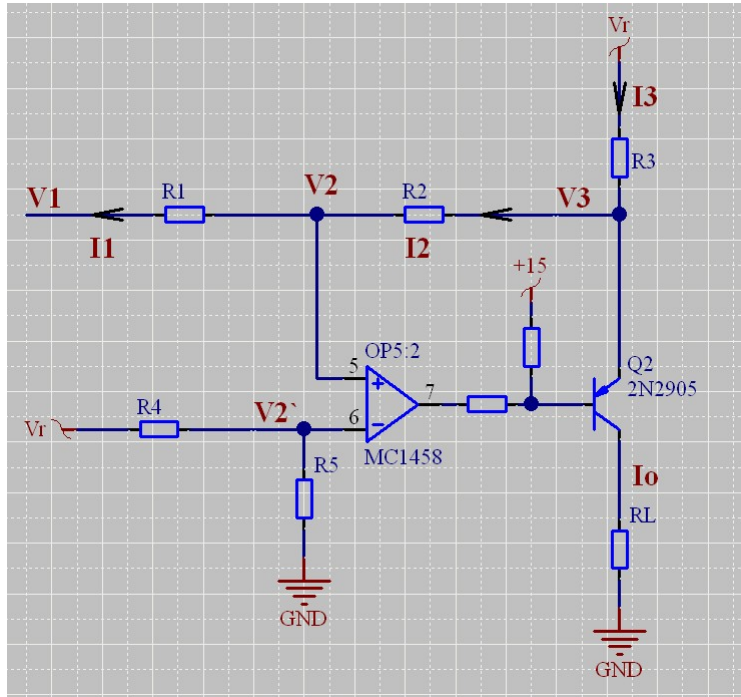 Vr
I3
R3
V1
R1
V2
R2
V3
I1
I2
+15
OP5:2
Q2
2N2905
5
7
R4
V2`
6
Vr
MC1458
R5
Io
RL
GND
GND